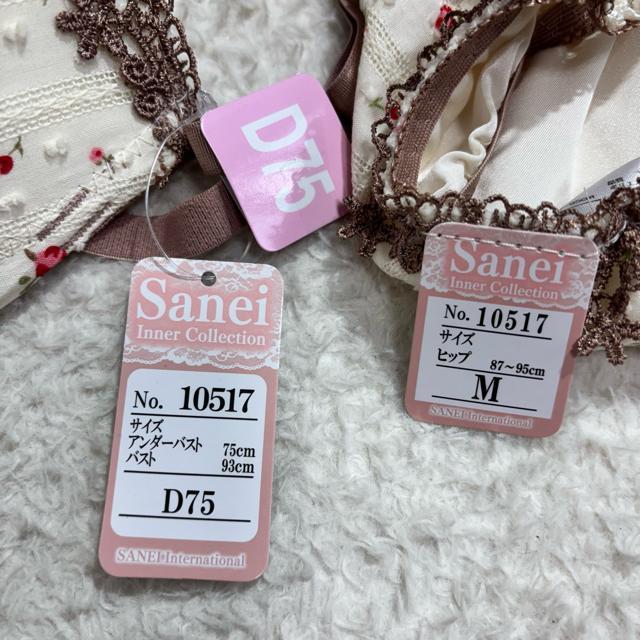 D75
Sanei
Inner Collection
No. 10517
サイズ
アンダーバスト 75cm
バスト 93cm
D75
SANEI International
Sanei
Inner Collection
No. 10517
サイズ
ヒップ 87～95cm
M
SANEI International